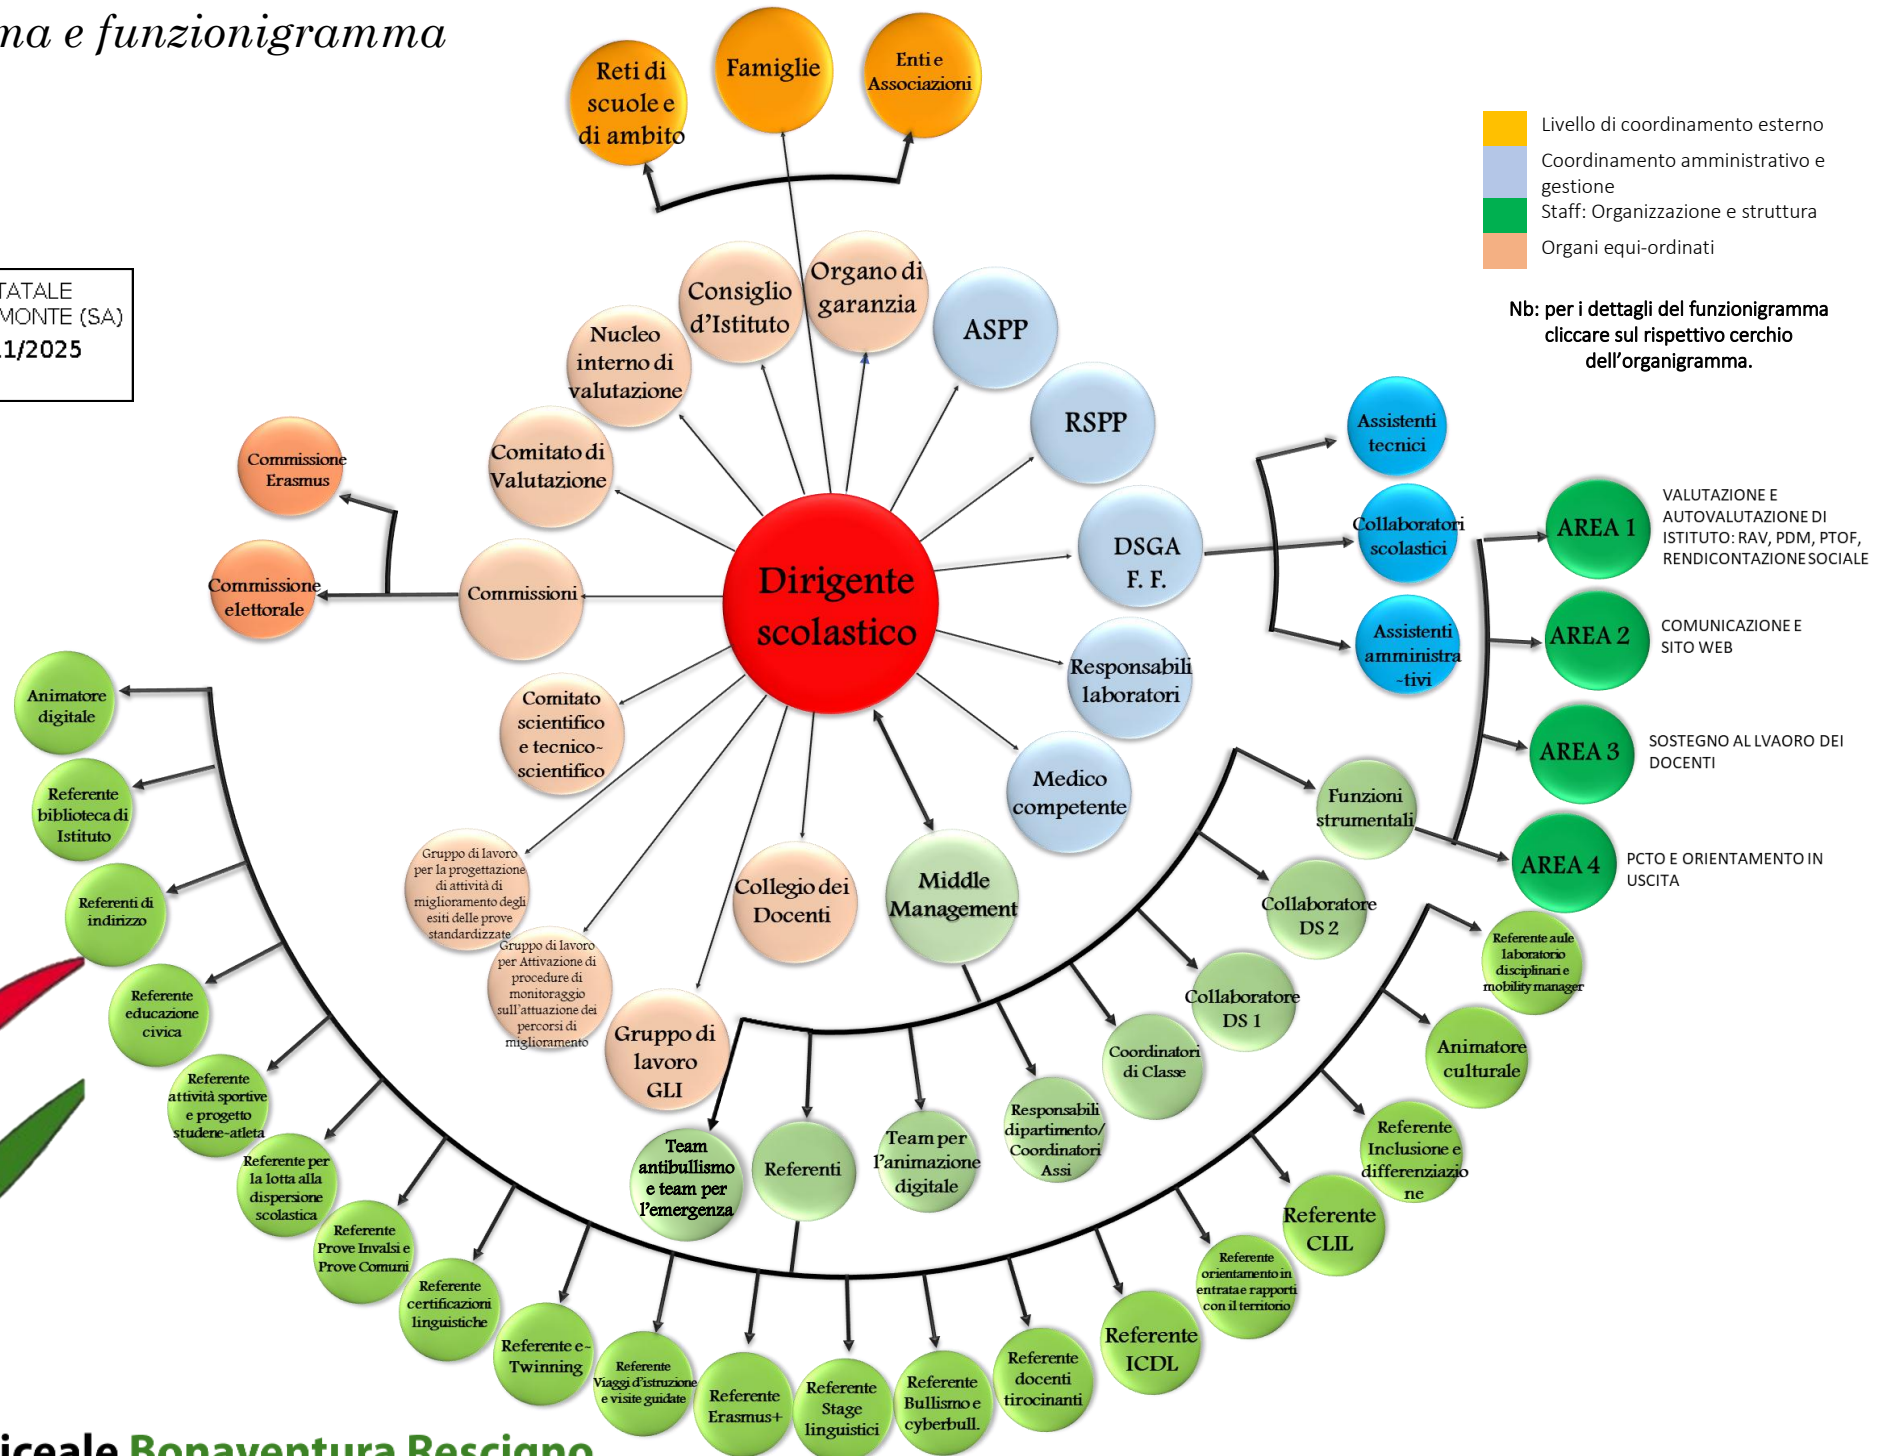 ma e funzionigramma
TATALE
MONTE (SA)
11/2025
Reti di
scuole e
di ambito
Famiglie
Enti e
Associazioni
Livello di coordinamento esterno
Coordinamento amministrativo e
gestione
Staff: Organizzazione e struttura
Organi equi-ordinati
Nb: per i dettagli del funzionigramma
cliccare sul rispettivo cerchio
dell’organigramma.
Nucleo
interno di
valutazione
Consiglio
d’Istituto
Organo di
garanzia
ASPP
RSPP
Comitato di
Valutazione
Commissione
Erasmus
Commissione
elettorale
Commissioni
Dirigente
scolastico
DSGA
F. F.
Assistenti
tecnici
Collaboratori
scolastici
Assistenti
amministra
-tivi
AREA 1
VALUTAZIONE E
AUTOVALUTAZIONE DI
ISTITUTO: RAV, PDM, PTOF,
RENDICONTAZIONE SOCIALE
AREA 2
COMUNICAZIONE E
SITO WEB
AREA 3
SOSTEGNO AL LVAORO DEI
DOCENTI
AREA 4
PCTO E ORIENTAMENTO IN
USCITA
Comitato
scientifico
e tecnico-
scientifico
Responsabili
laboratori
Medico
competente
Gruppo di lavoro
per la progettazione
di attività di
miglioramento degli
esiti delle prove
standardizzate
Gruppo di lavoro
per Attivazione di
procedure di
monitoraggio
sull’attuazione dei
percorsi di
miglioramento
Gruppo di
lavoro
GLI
Collegio dei
Docenti
Middle
Management
Funzioni
strumentali
Collaboratore
DS 2
Collaboratore
DS 1
Coordinatori
di Classe
Responsabili
dipartimento/
Coordinatori
Assi
Team per
l’animazione
digitale
Referenti
Team
antibullismo
e team per
l’emergenza
Animatore
digitale
Referente
biblioteca di
Istituto
Referenti di
indirizzo
Referente
educazione
civica
Referente
attività sportive
e progetto
studene-atleta
Referente per
la lotta alla
dispersione
scolastica
Referente
Prove Invalsi e
Prove Comuni
Referente
certificazioni
linguistiche
Referente e-
Twinning
Referente
Viaggi d’istruzione
e visite guidate
Referente
Erasmus+
Referente
Stage
linguistici
Referente
Bullismo e
cyberbull.
Referente
docenti
tirocinanti
Referente
ICDL
Referente
orientamento in
entrata e rapporti
con il territorio
Referente
CLIL
Referente
Inclusione e
differenziazio
ne
Animatore
culturale
Referente aule
laboratorio
disciplinari e
mobility manager
iceale Bonaventura Rescigno